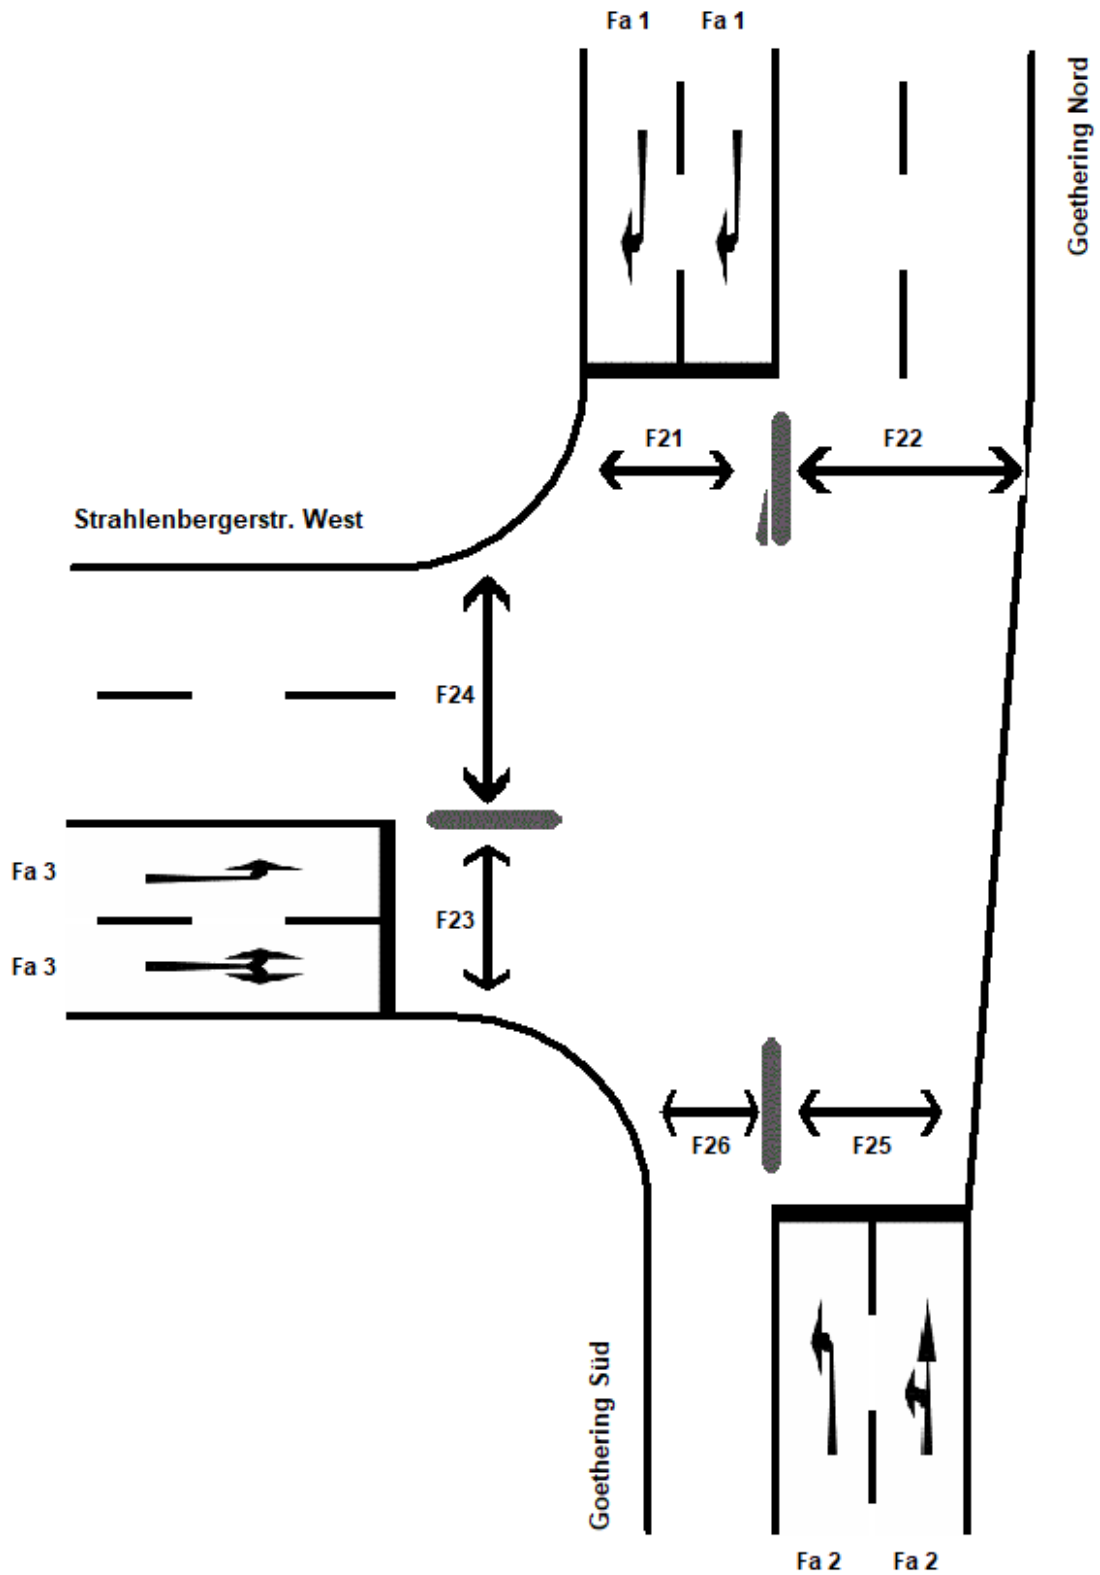 Fa 1 Fa 1
Goethering Nord
F21 F22
Strahlenbergerstr. West
F24
Fa 3
F23
Fa 3
F26 F25
Goethering Süd
Fa 2 Fa 2